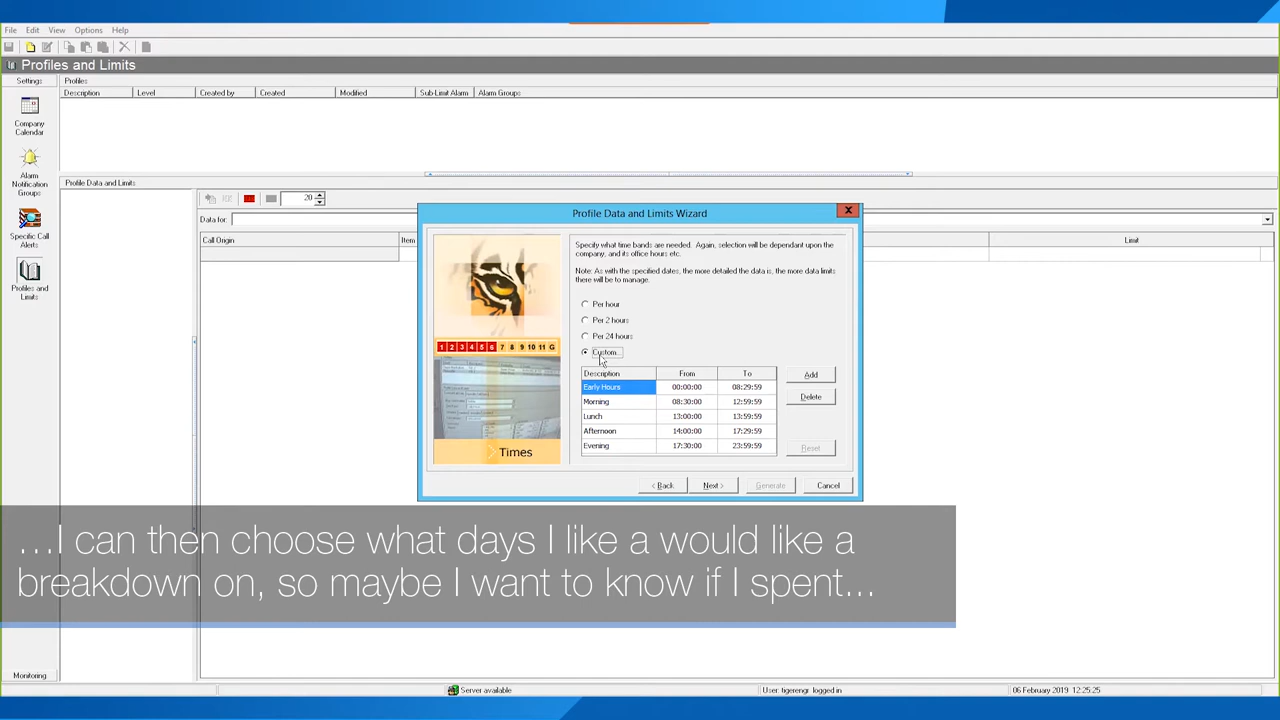 File Edit View Options Help
Profiles and Limits
Settings
Profiles
Description Level Created by Created Modified Sub-Limit Alarm Alarm Groups
Company
Calendar
Alarm
Notification
Groups
Specific Call
Alerts
Profiles and
Limits
Profile Data and Limits
20
Data for:
Call Origin Item Limit
Profile Data and Limits Wizard
X
Specify what time bands are needed. Again, selection will be dependant upon the
company, and its office hours etc.
Note: As with the specified dates, the more detailed the data is, the more data limits
there will be to manage.
Per hour
Per 2 hours
Per 24 hours
Custom...
1 2 3 4 5 6 7 8 9 10 11 G
Times
Description From To
Early Hours 00:00:00 08:29:59
Morning 08:30:00 12:59:59
Lunch 13:00:00 13:59:59
Afternoon 14:00:00 17:29:59
Evening 17:30:00 23:59:59
Add
Delete
Reset
< Back Next > Generate Cancel
...I can then choose what days I like a would like a
breakdown on, so maybe I want to know if I spent...
Monitoring
Server available User: tigerengr logged in 06 February 2019 12:25:25